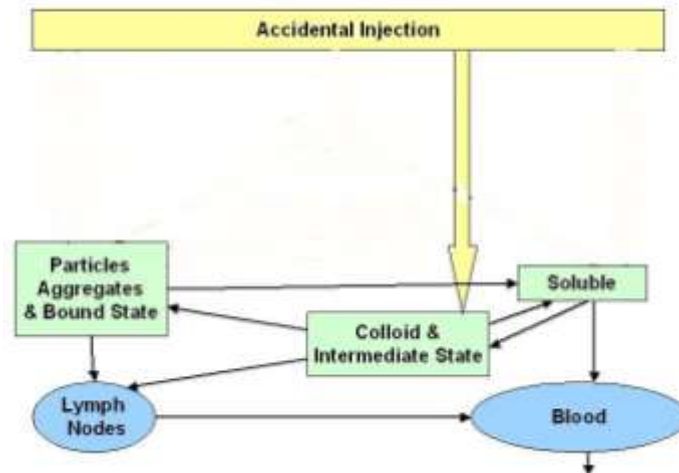 Accidental Injection
Particles
Aggregates
& Bound State
Soluble
Colloid &
Intermediate State
Lymph
Nodes
Blood